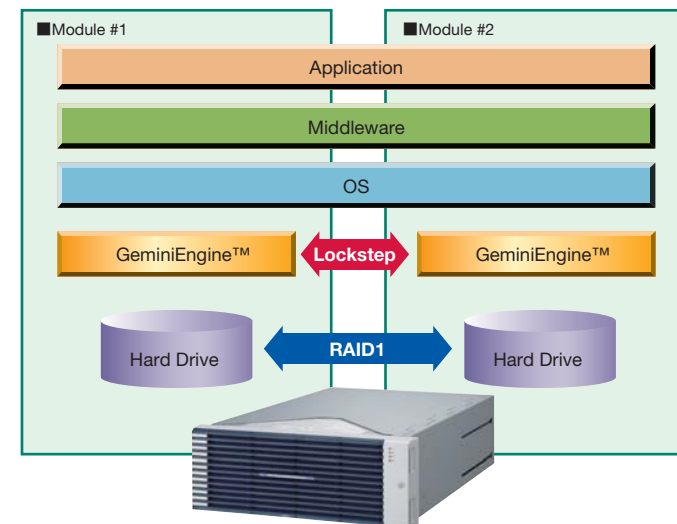 ■Module #1
■Module #2
Application
Middleware
OS
GeminiEngine™
Lockstep
GeminiEngine™
Hard Drive
RAID1
Hard Drive